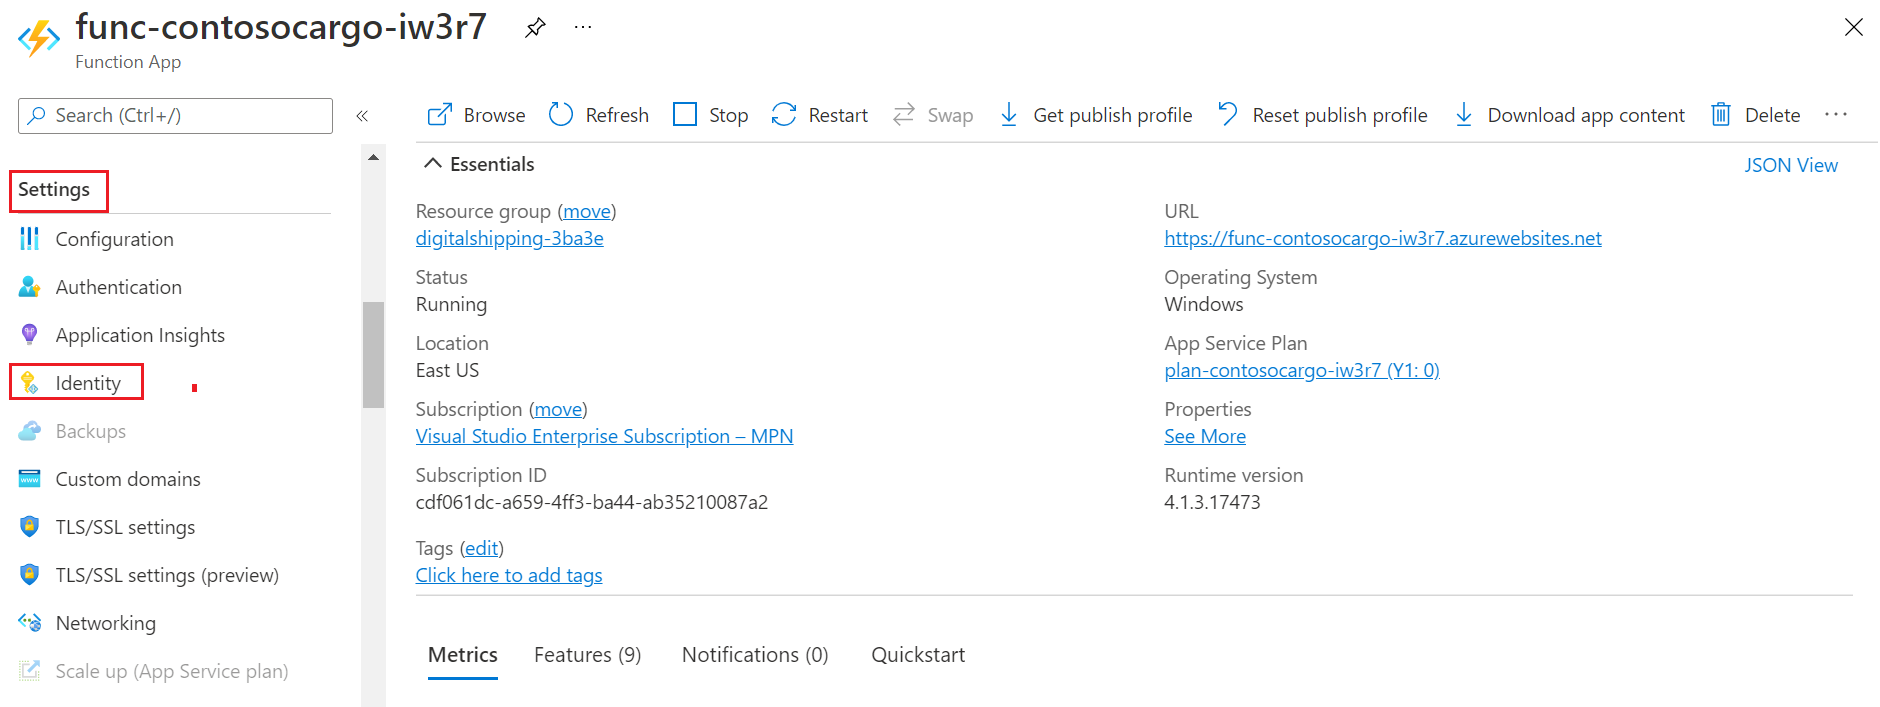 func-contosocargo-iw3r7
Function App
Search (Ctrl+/)
Settings
Configuration
Authentication
Application Insights
Identity
Backups
Custom domains
TLS/SSL settings
TLS/SSL settings (preview)
Networking
Scale up (App Service plan)
Browse Refresh Stop Restart Swap Get publish profile Reset publish profile Download app content Delete
Essentials
JSON View
Resource group (move)
digitalshipping-3ba3e
Status
Running
Location
East US
Subscription (move)
Visual Studio Enterprise Subscription – MPN
Subscription ID
cdf061dc-a659-4ff3-ba44-ab35210087a2
Tags (edit)
Click here to add tags
URL
https://func-contosocargo-iw3r7.azurewebsites.net
Operating System
Windows
App Service Plan
plan-contosocargo-iw3r7 (Y1: 0)
Properties
See More
Runtime version
4.1.3.17473
Metrics Features (9) Notifications (0) Quickstart